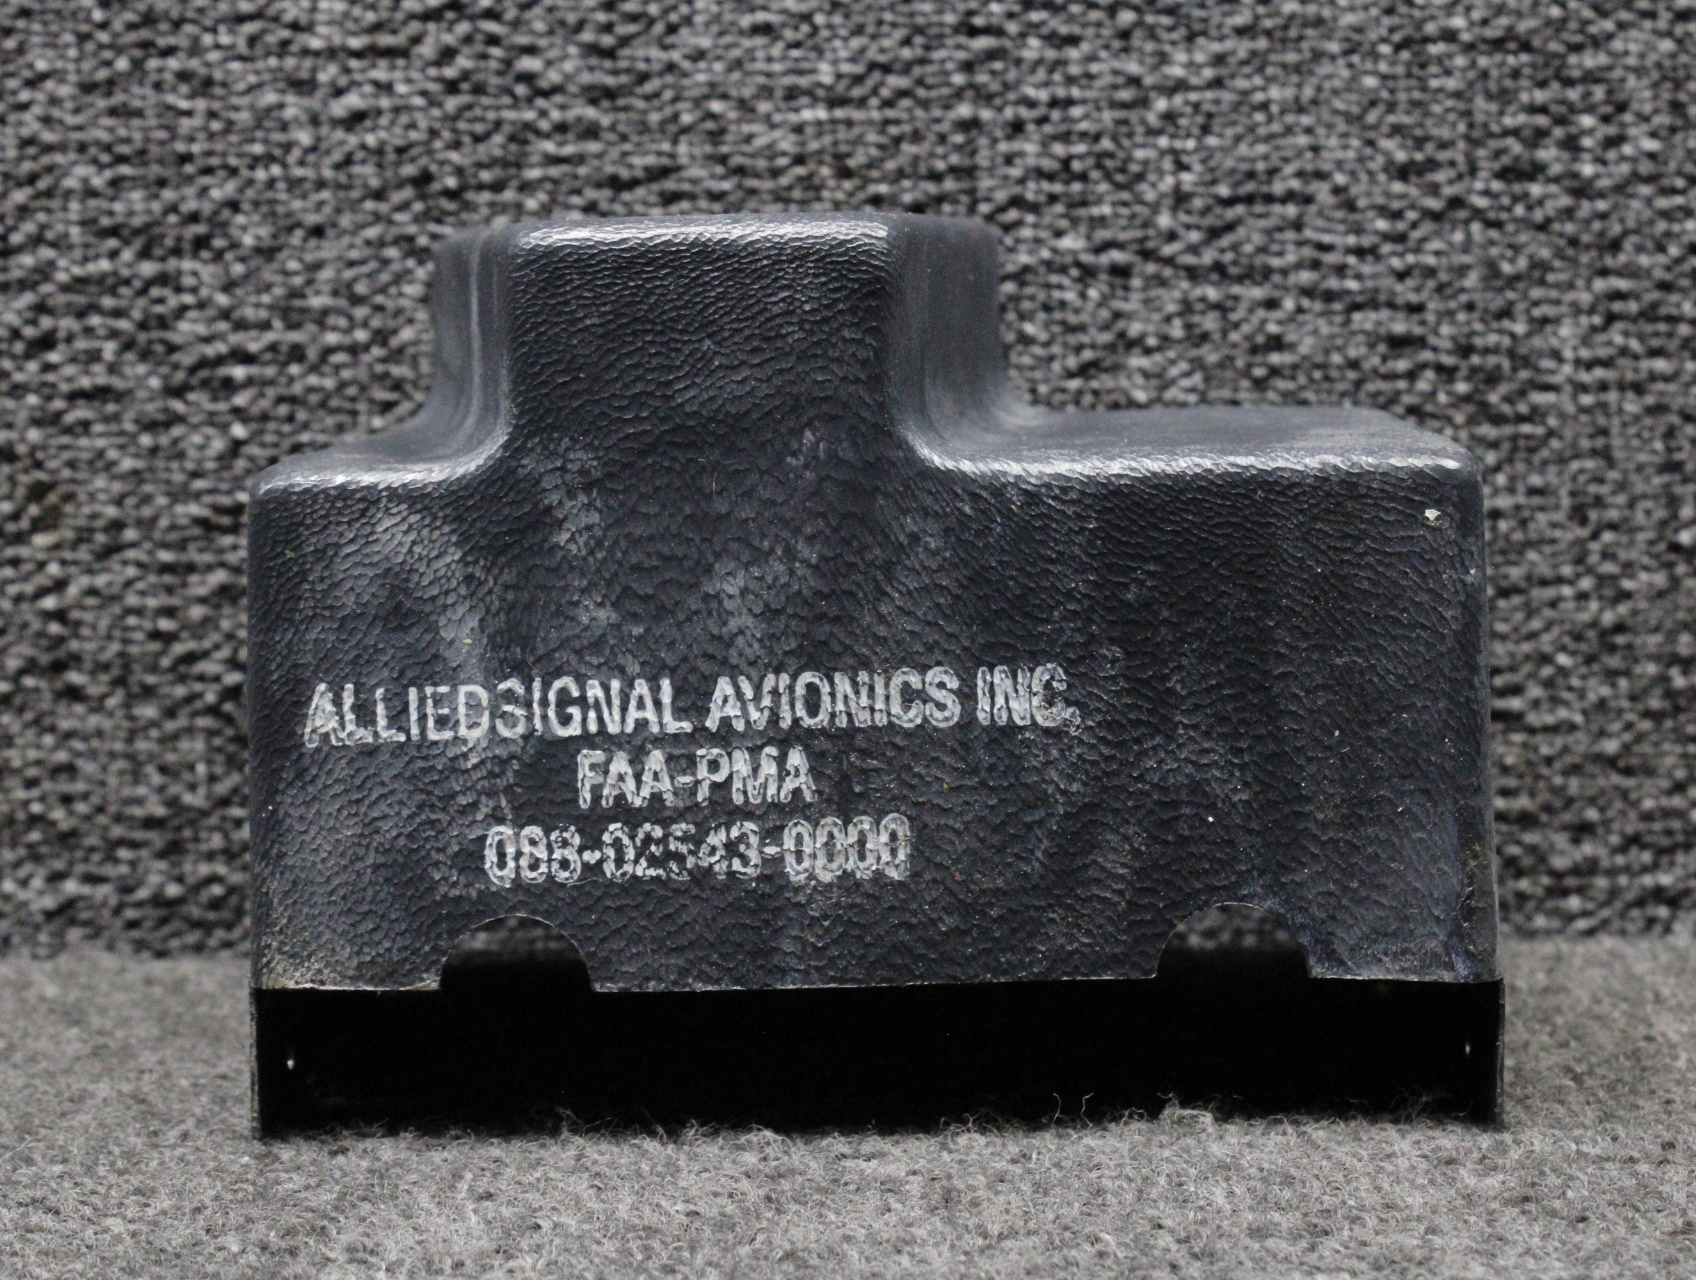 ALLIEDSIGNAL AVIONICS INC.
FAA-PMA
088-02543-0000